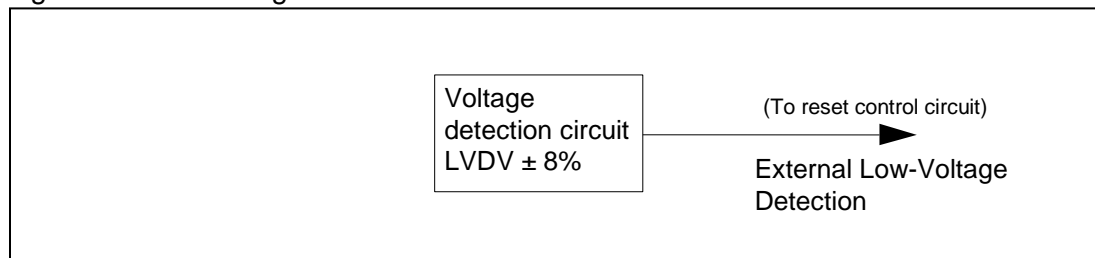 Voltage
detection circuit
LVDV ± 8%
(To reset control circuit)
External Low-Voltage
Detection